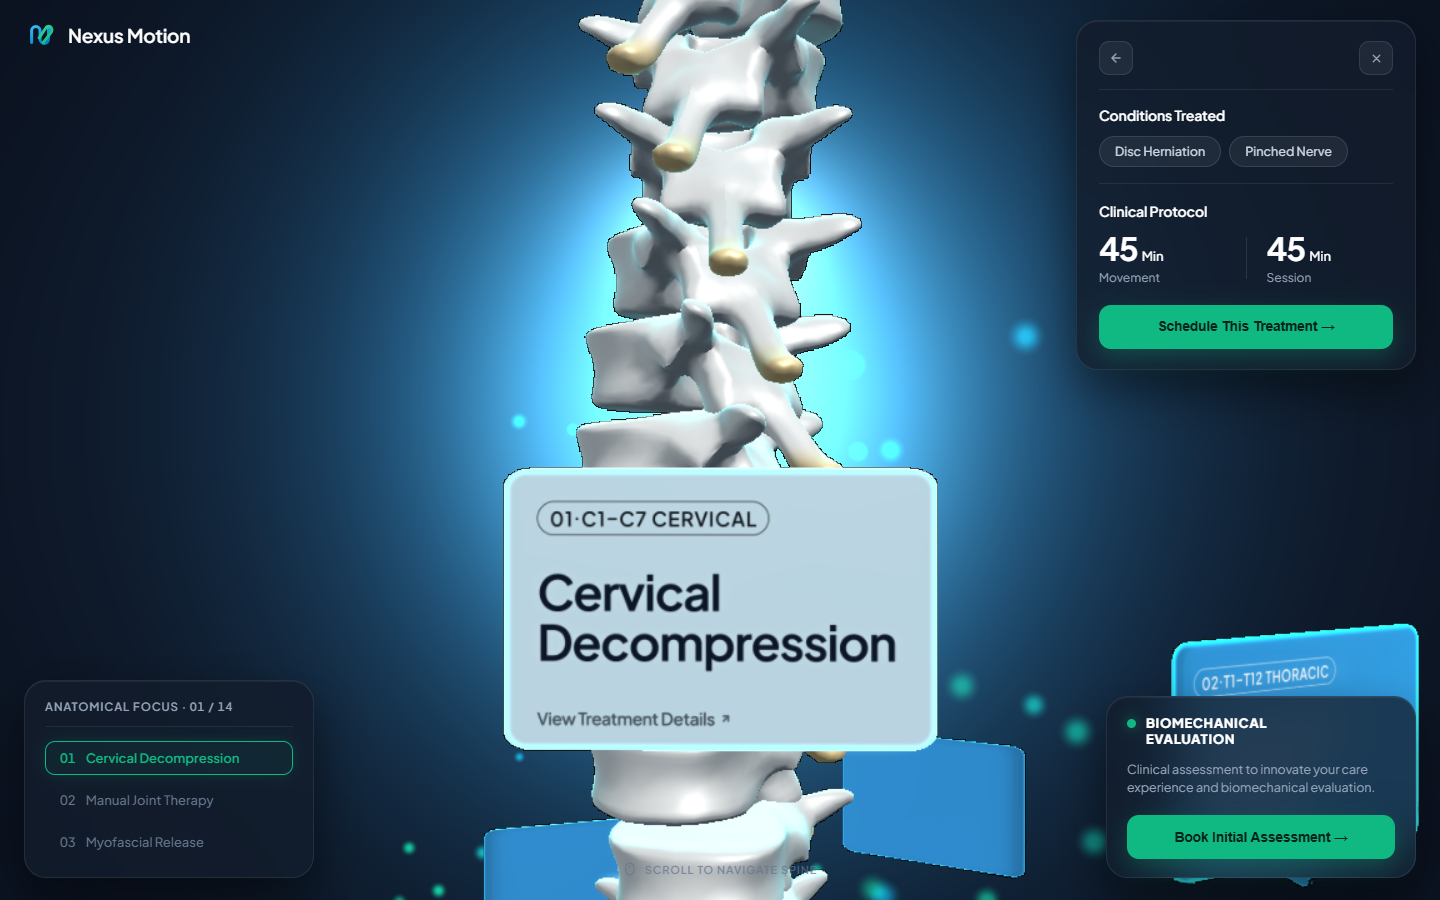 Nexus Motion
Conditions Treated
Disc Herniation
Pinched Nerve
Clinical Protocol
45 Min
Movement
45 Min
Session
Schedule This Treatment →
01·C1–C7 CERVICAL
Cervical
Decompression
View Treatment Details ↗
ANATOMICAL FOCUS · 01 / 14
01 Cervical Decompression
02 Manual Joint Therapy
03 Myofascial Release
02·T1–T12 THORACIC
BIOMECHANICAL
EVALUATION
Clinical assessment to innovate your care
experience and biomechanical evaluation.
Book Initial Assessment →
SCROLL TO NAVIGATE SPINE